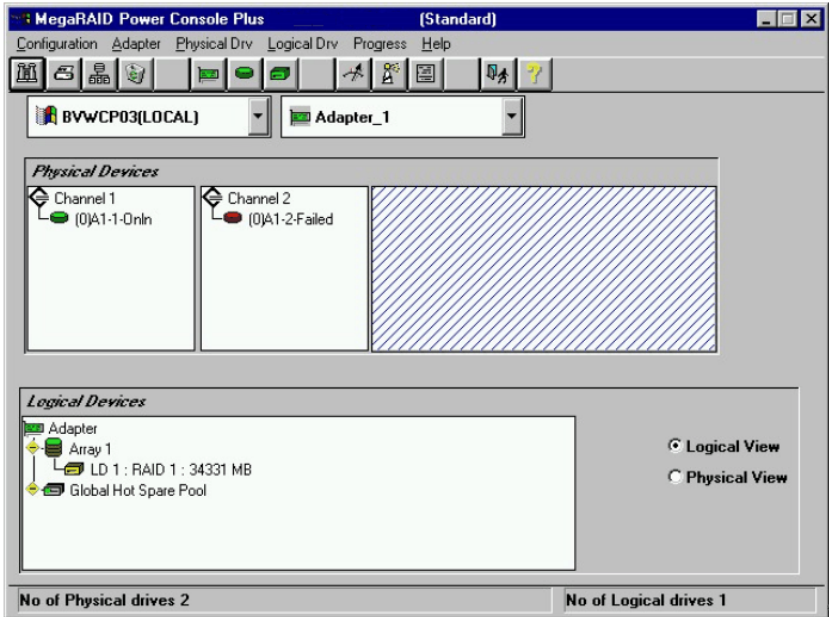 MegaRAID Power Console Plus (Standard)
Configuration Adapter Physical Drv Logical Drv Progress Help
BVWCP03(LOCAL) Adapter_1
Physical Devices
Channel 1
(0)A1-1-Onln
Channel 2
(0)A1-2-Failed
Logical Devices
Adapter
Array 1
LD 1 : RAID 1 : 34331 MB
Global Hot Spare Pool
Logical View
Physical View
No of Physical drives 2 No of Logical drives 1